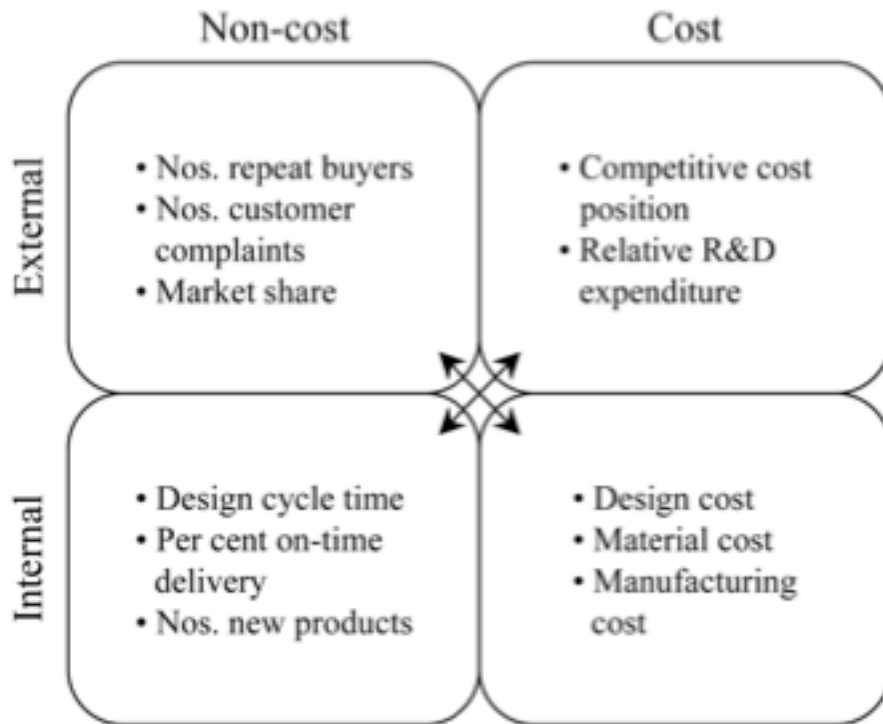 Non-cost
Cost
External
• Nos. repeat buyers
• Nos. customer
complaints
• Market share
• Competitive cost
position
• Relative R&D
expenditure
Internal
• Design cycle time
• Per cent on-time
delivery
• Nos. new products
• Design cost
• Material cost
• Manufacturing
cost